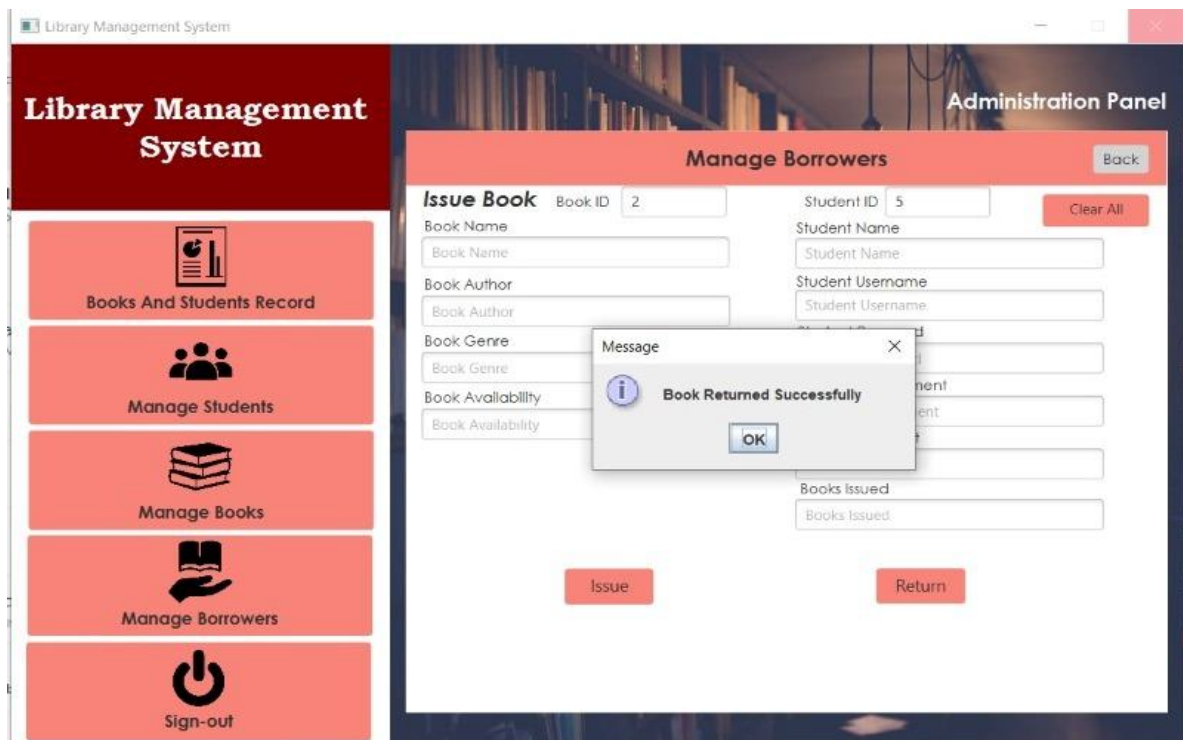 Library Management System
Library Management
System
Administration Panel
Manage Borrowers
Back
Issue Book Book ID 2
Student ID 5
Clear All
Book Name
Book Name
Student Name
Student Name
Book Author
Book Author
Student Username
Student Username
Book Genre
Book Genre
Book Availability
Book Availability
Message
Book Returned Successfully
OK
Books Issued
Books Issued
Issue
Return
Books And Students Record
Manage Students
Manage Books
Manage Borrowers
Sign-out